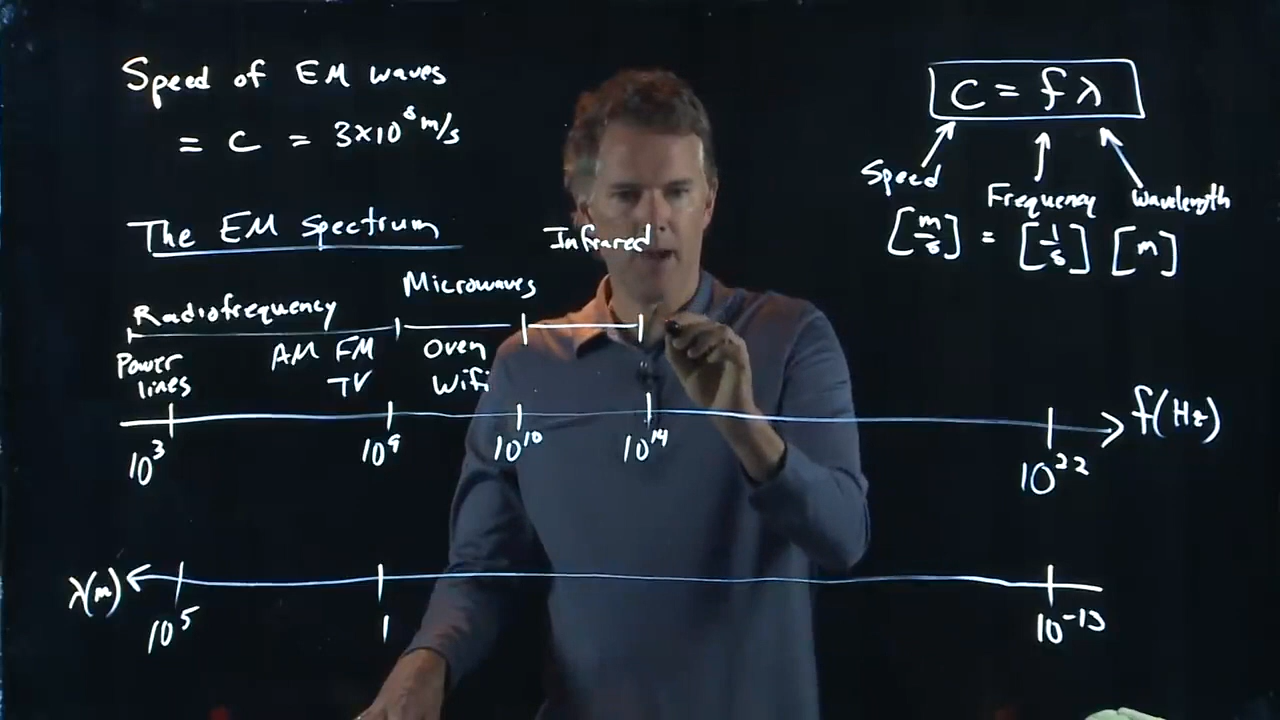 Speed of EM waves
= c = 3×10⁸ m/s
The EM Spectrum
c = f λ
Speed
Frequency
Wavelength
[m/s] = [1/s] [m]
Infrared
Microwaves
Radiofrequency
Power lines
AM FM
TV
Oven
Wifi
10³ 10⁹ 10¹⁰ 10¹⁴ 10²² f(Hz)
λ(m) 10⁵ 1 10⁻¹³